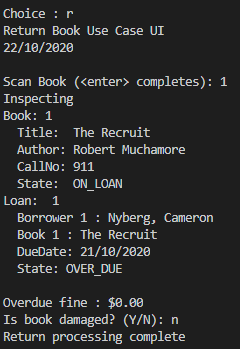 Choice : r
Return Book Use Case UI
22/10/2020
Scan Book (<enter> completes): 1
Inspecting
Book: 1
Title: The Recruit
Author: Robert Muchamore
CallNo: 911
State: ON_LOAN
Loan: 1
Borrower 1 : Nyberg, Cameron
Book 1 : The Recruit
DueDate: 21/10/2020
State: OVER_DUE
Overdue fine : $0.00
Is book damaged? (Y/N): n
Return processing complete